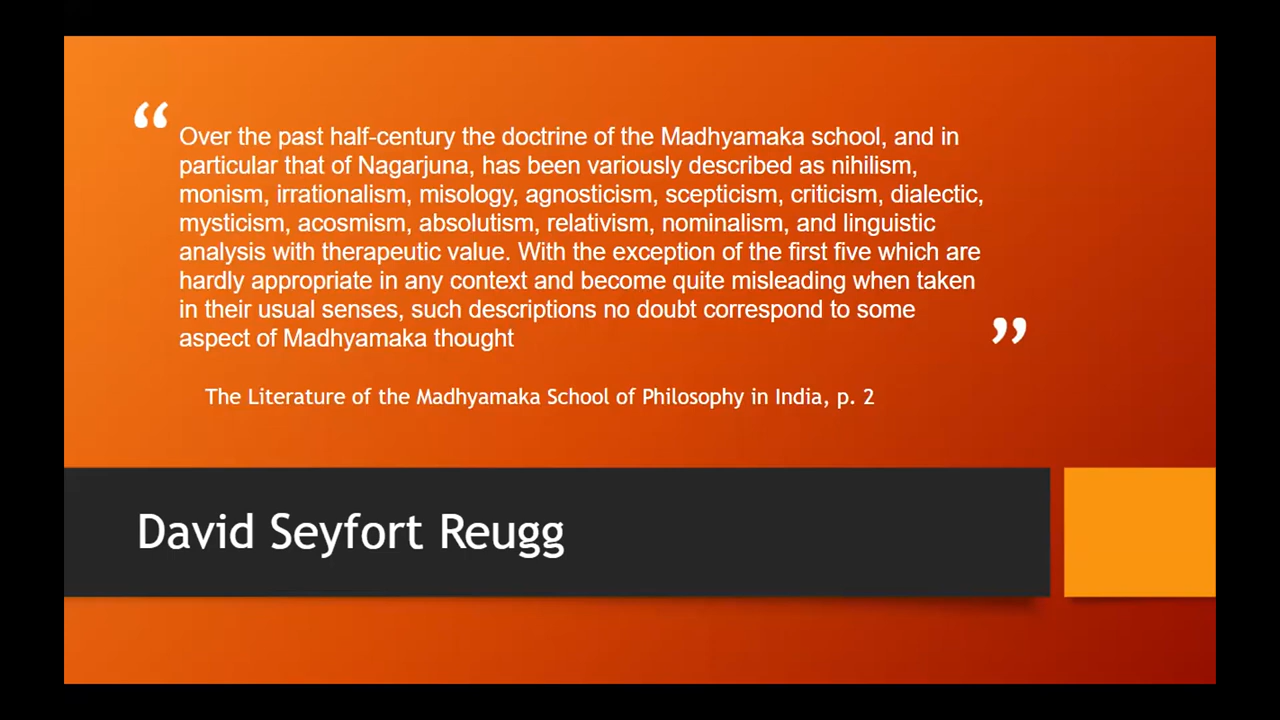 “
Over the past half-century the doctrine of the Madhyamaka school, and in
particular that of Nagarjuna, has been variously described as nihilism,
monism, irrationalism, misology, agnosticism, scepticism, criticism, dialectic,
mysticism, acosmism, absolutism, relativism, nominalism, and linguistic
analysis with therapeutic value. With the exception of the first five which are
hardly appropriate in any context and become quite misleading when taken
in their usual senses, such descriptions no doubt correspond to some
aspect of Madhyamaka thought
”
The Literature of the Madhyamaka School of Philosophy in India, p. 2
David Seyfort Reugg